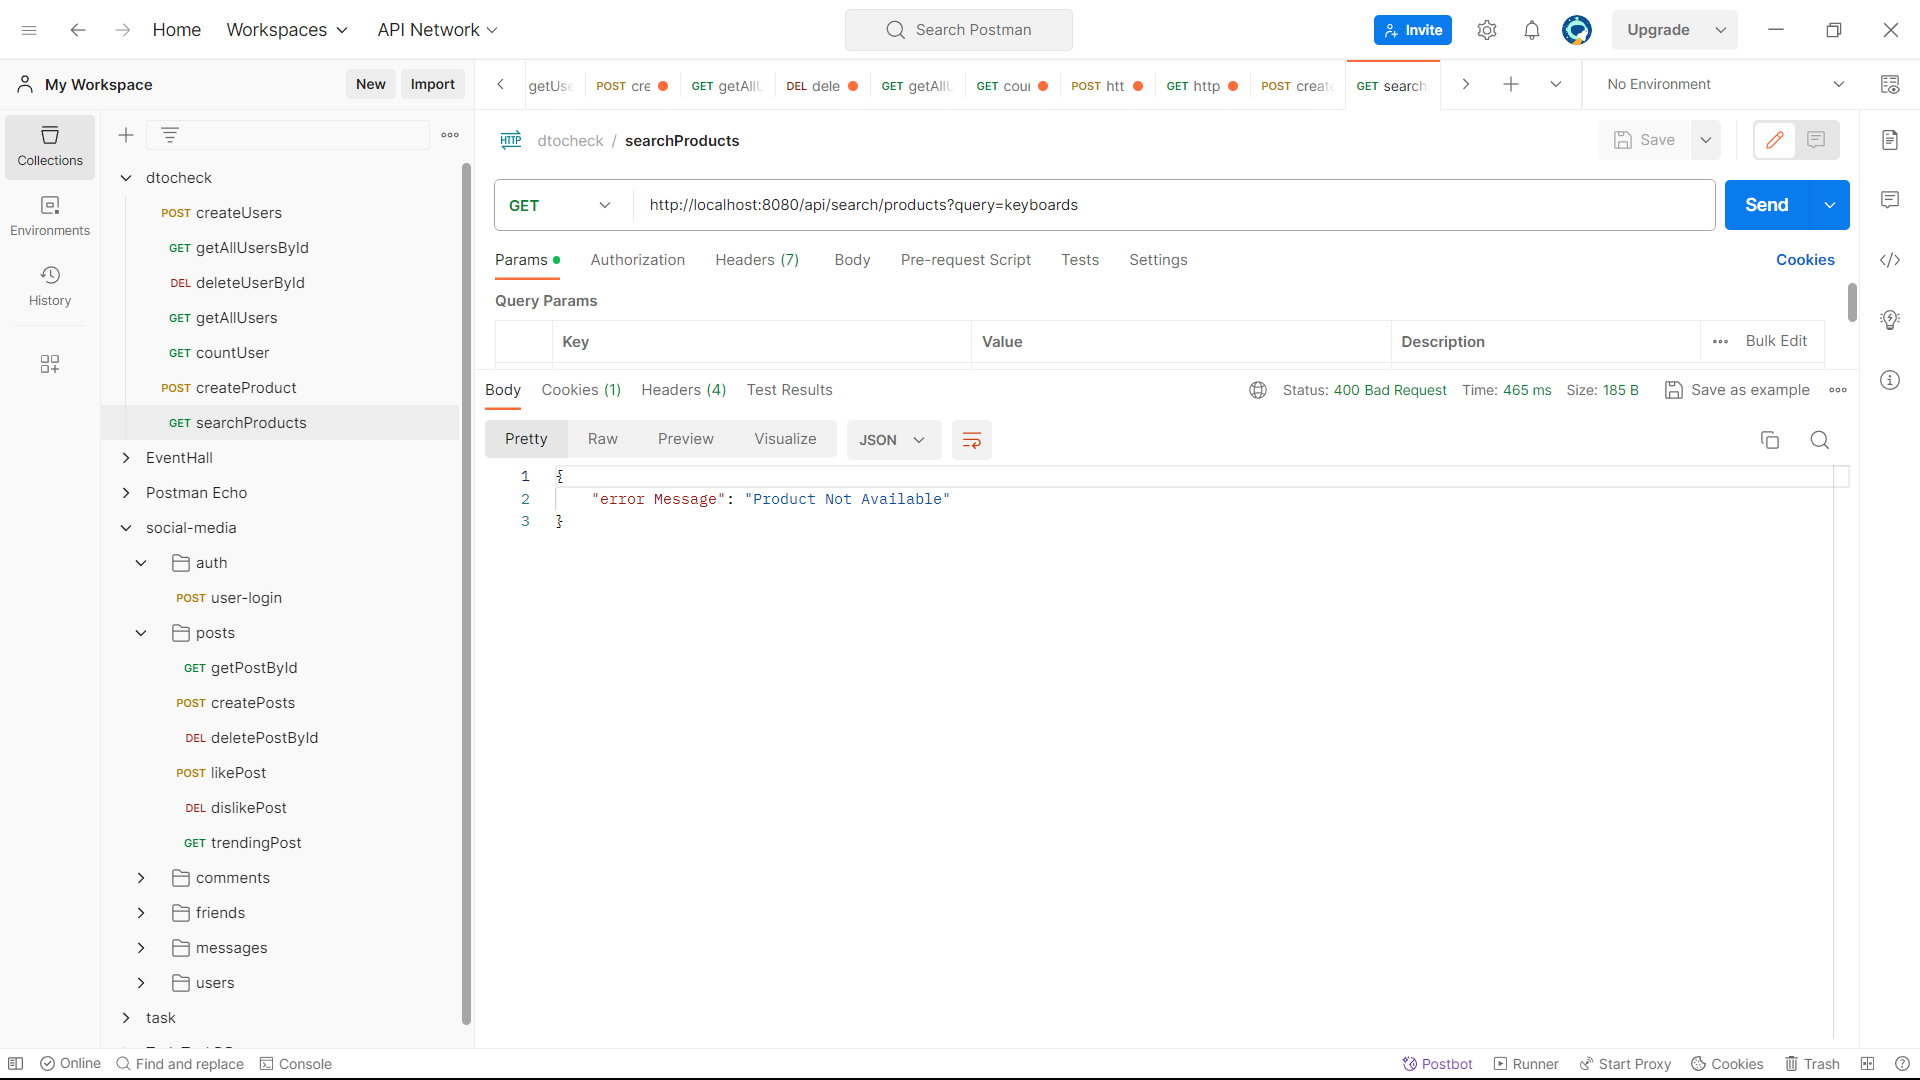 Home Workspaces API Network Search Postman Invite Upgrade
My Workspace New Import
getUse POST cre GET getAllU DEL dele GET getAllU GET cou POST htt GET http POST create GET search No Environment
Collections
Environments
History
dtocheck
POST createUsers
GET getAllUsersById
DEL deleteUserById
GET getAllUsers
GET countUser
POST createProduct
GET searchProducts
EventHall
Postman Echo
social-media
auth
POST user-login
posts
GET getPostById
POST createPosts
DEL deletePostById
POST likePost
DEL dislikePost
GET trendingPost
comments
friends
messages
users
task
HTTP dtocheck / searchProducts Save
GET http://localhost:8080/api/search/products?query=keyboards Send
Params Authorization Headers (7) Body Pre-request Script Tests Settings Cookies
Query Params
Key Value Description Bulk Edit
Body Cookies (1) Headers (4) Test Results Status: 400 Bad Request Time: 465 ms Size: 185 B Save as example
Pretty Raw Preview Visualize JSON
1 {
2 "error Message": "Product Not Available"
3 }
Online Find and replace Console Postbot Runner Start Proxy Cookies Trash